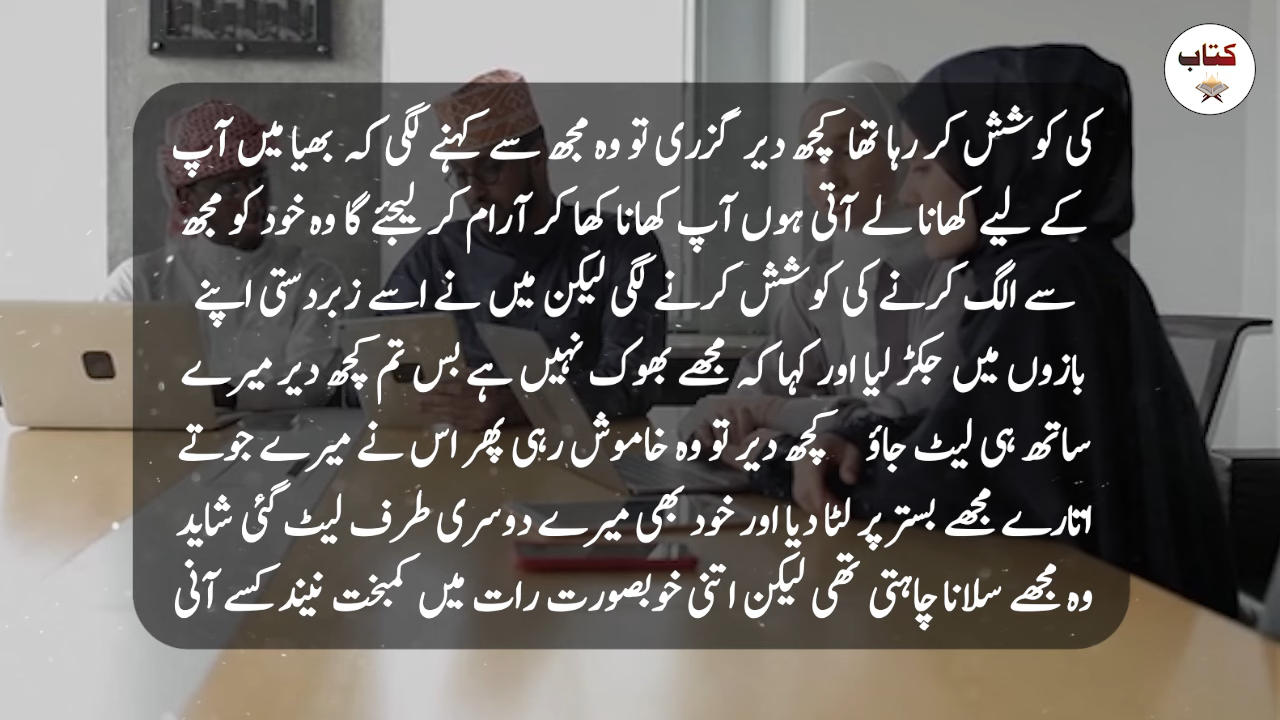 کتاب
کی کوشش کر رہا تھا کچھ دیر گزری تو وہ مجھ سے کہنے لگی کہ بھیا میں آپ
کے لیے کھانا لے آتی ہوں آپ کھانا کھا کر آرام کر لیجئے گا وہ خود کو مجھ
سے الگ کرنے کی کوشش کرنے لگی لیکن میں نے اسے زبردستی اپنے
بازوں میں جکڑ لیا اور کہا کہ مجھے بھوک نہیں ہے بس تم کچھ دیر میرے
ساتھ ہی لیٹ جاؤ کچھ دیر تو وہ خاموش رہی پھر اس نے میرے جوتے
اتارے مجھے بستر پر لٹا دیا اور خود بھی میرے دوسری طرف لیٹ گئی شاید
وہ مجھے سلانا چاہتی تھی لیکن اتنی خوبصورت رات میں کمبخت نیند کسے آنی